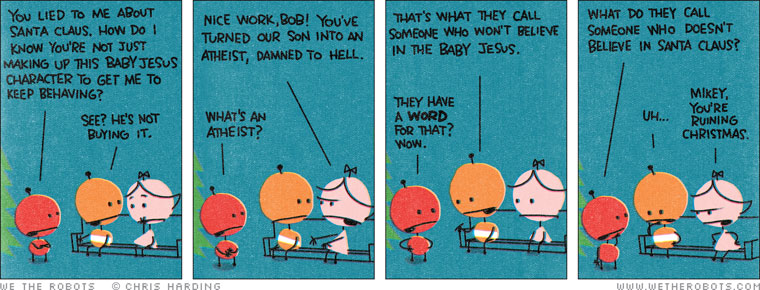 YOU LIED TO ME ABOUT
SANTA CLAUS. HOW DO I
KNOW YOU'RE NOT JUST
MAKING UP THIS BABY JESUS
CHARACTER TO GET ME TO
KEEP BEHAVING?
SEE? HE'S NOT
BUYING IT.
NICE WORK, BOB! YOU'VE
TURNED OUR SON INTO AN
ATHEIST, DAMNED TO HELL.
WHAT'S AN
ATHEIST?
THAT'S WHAT THEY CALL
SOMEONE WHO WON'T BELIEVE
IN THE BABY JESUS.
THEY HAVE
A WORD
FOR THAT?
WOW.
WHAT DO THEY CALL
SOMEONE WHO DOESN'T
BELIEVE IN SANTA CLAUS?
UH...
MIKEY,
YOU'RE
RUINING
CHRISTMAS.
WE THE ROBOTS © CHRIS HARDING
WWW.WETHEROBOTS.COM